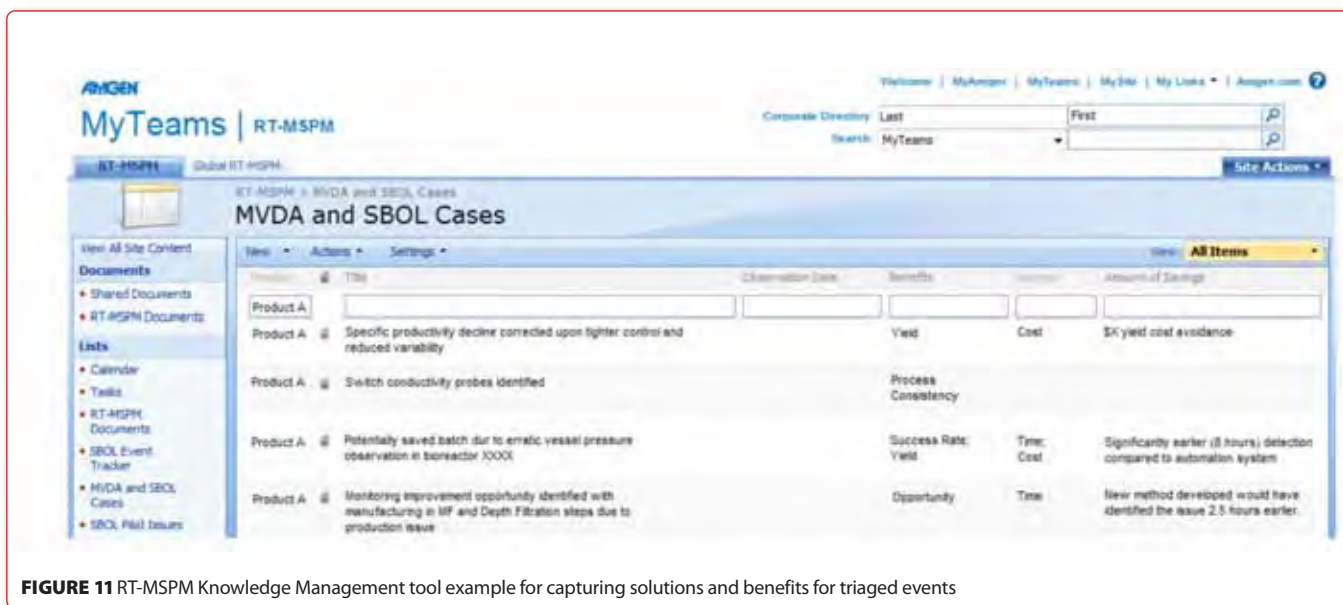 AMGEN
Welcome | MyAmgen | MyTeams | MySite | My Links | Amgen.com
MyTeams | RT-MSPM
Corporate Directory Last First
Search MyTeams
RT-MSPM Global RT-MSPM
Site Actions
RT-MSPM > MVDA and SBOL Cases
MVDA and SBOL Cases
View All Site Content
New Actions Settings
View: All Items
Documents
Product Title Observation Date Benefits Amount of Savings
• Shared Documents
Product A
• RT-MSPM Documents
Product A Specific productivity decline corrected upon tighter control and Yield Cost $X yield cost avoidance
reduced variability
Lists
• Calendar
• Tasks
Product A Switch conductivity probes identified Process
Consistency
• RT-MSPM
Documents
• SBOL Event
Tracker
Product A Potentially saved batch dur to erratic vessel pressure Success Rate; Time; Significantly earlier (8 hours) detection
observation in bioreactor XXXX Yield Cost compared to automation system
• MVDA and SBOL
Cases
• SBOL Pilot Issues
Product A Monitoring improvement opportunity identified with Opportunity Time New method developed would have
manufacturing in MF and Depth Filtration steps due to identified the issue 2.5 hours earlier.
production issue
FIGURE 11 RT-MSPM Knowledge Management tool example for capturing solutions and benefits for triaged events